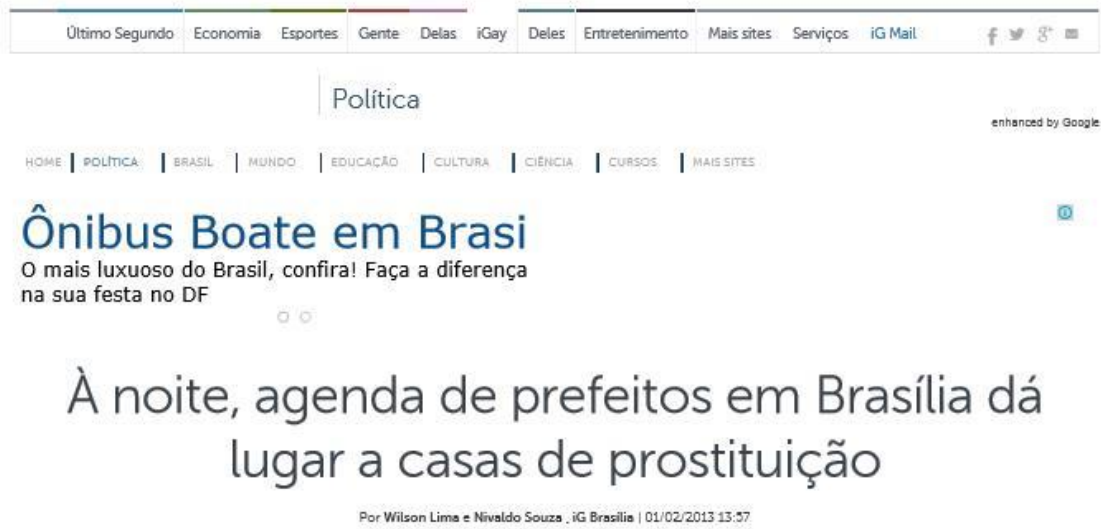 Último Segundo Economia Esportes Gente Delas iGay Deles Entretenimento Mais sites Serviços iG Mail
Política
enhanced by Google
HOME POLÍTICA BRASIL MUNDO EDUCAÇÃO CULTURA CIÊNCIA CURSOS MAIS SITES
Ônibus Boate em Brasi
O mais luxuoso do Brasil, confira! Faça a diferença
na sua festa no DF
À noite, agenda de prefeitos em Brasília dá
lugar a casas de prostituição
Por Wilson Lima e Nivaldo Souza , iG Brasília | 01/02/2013 13:57